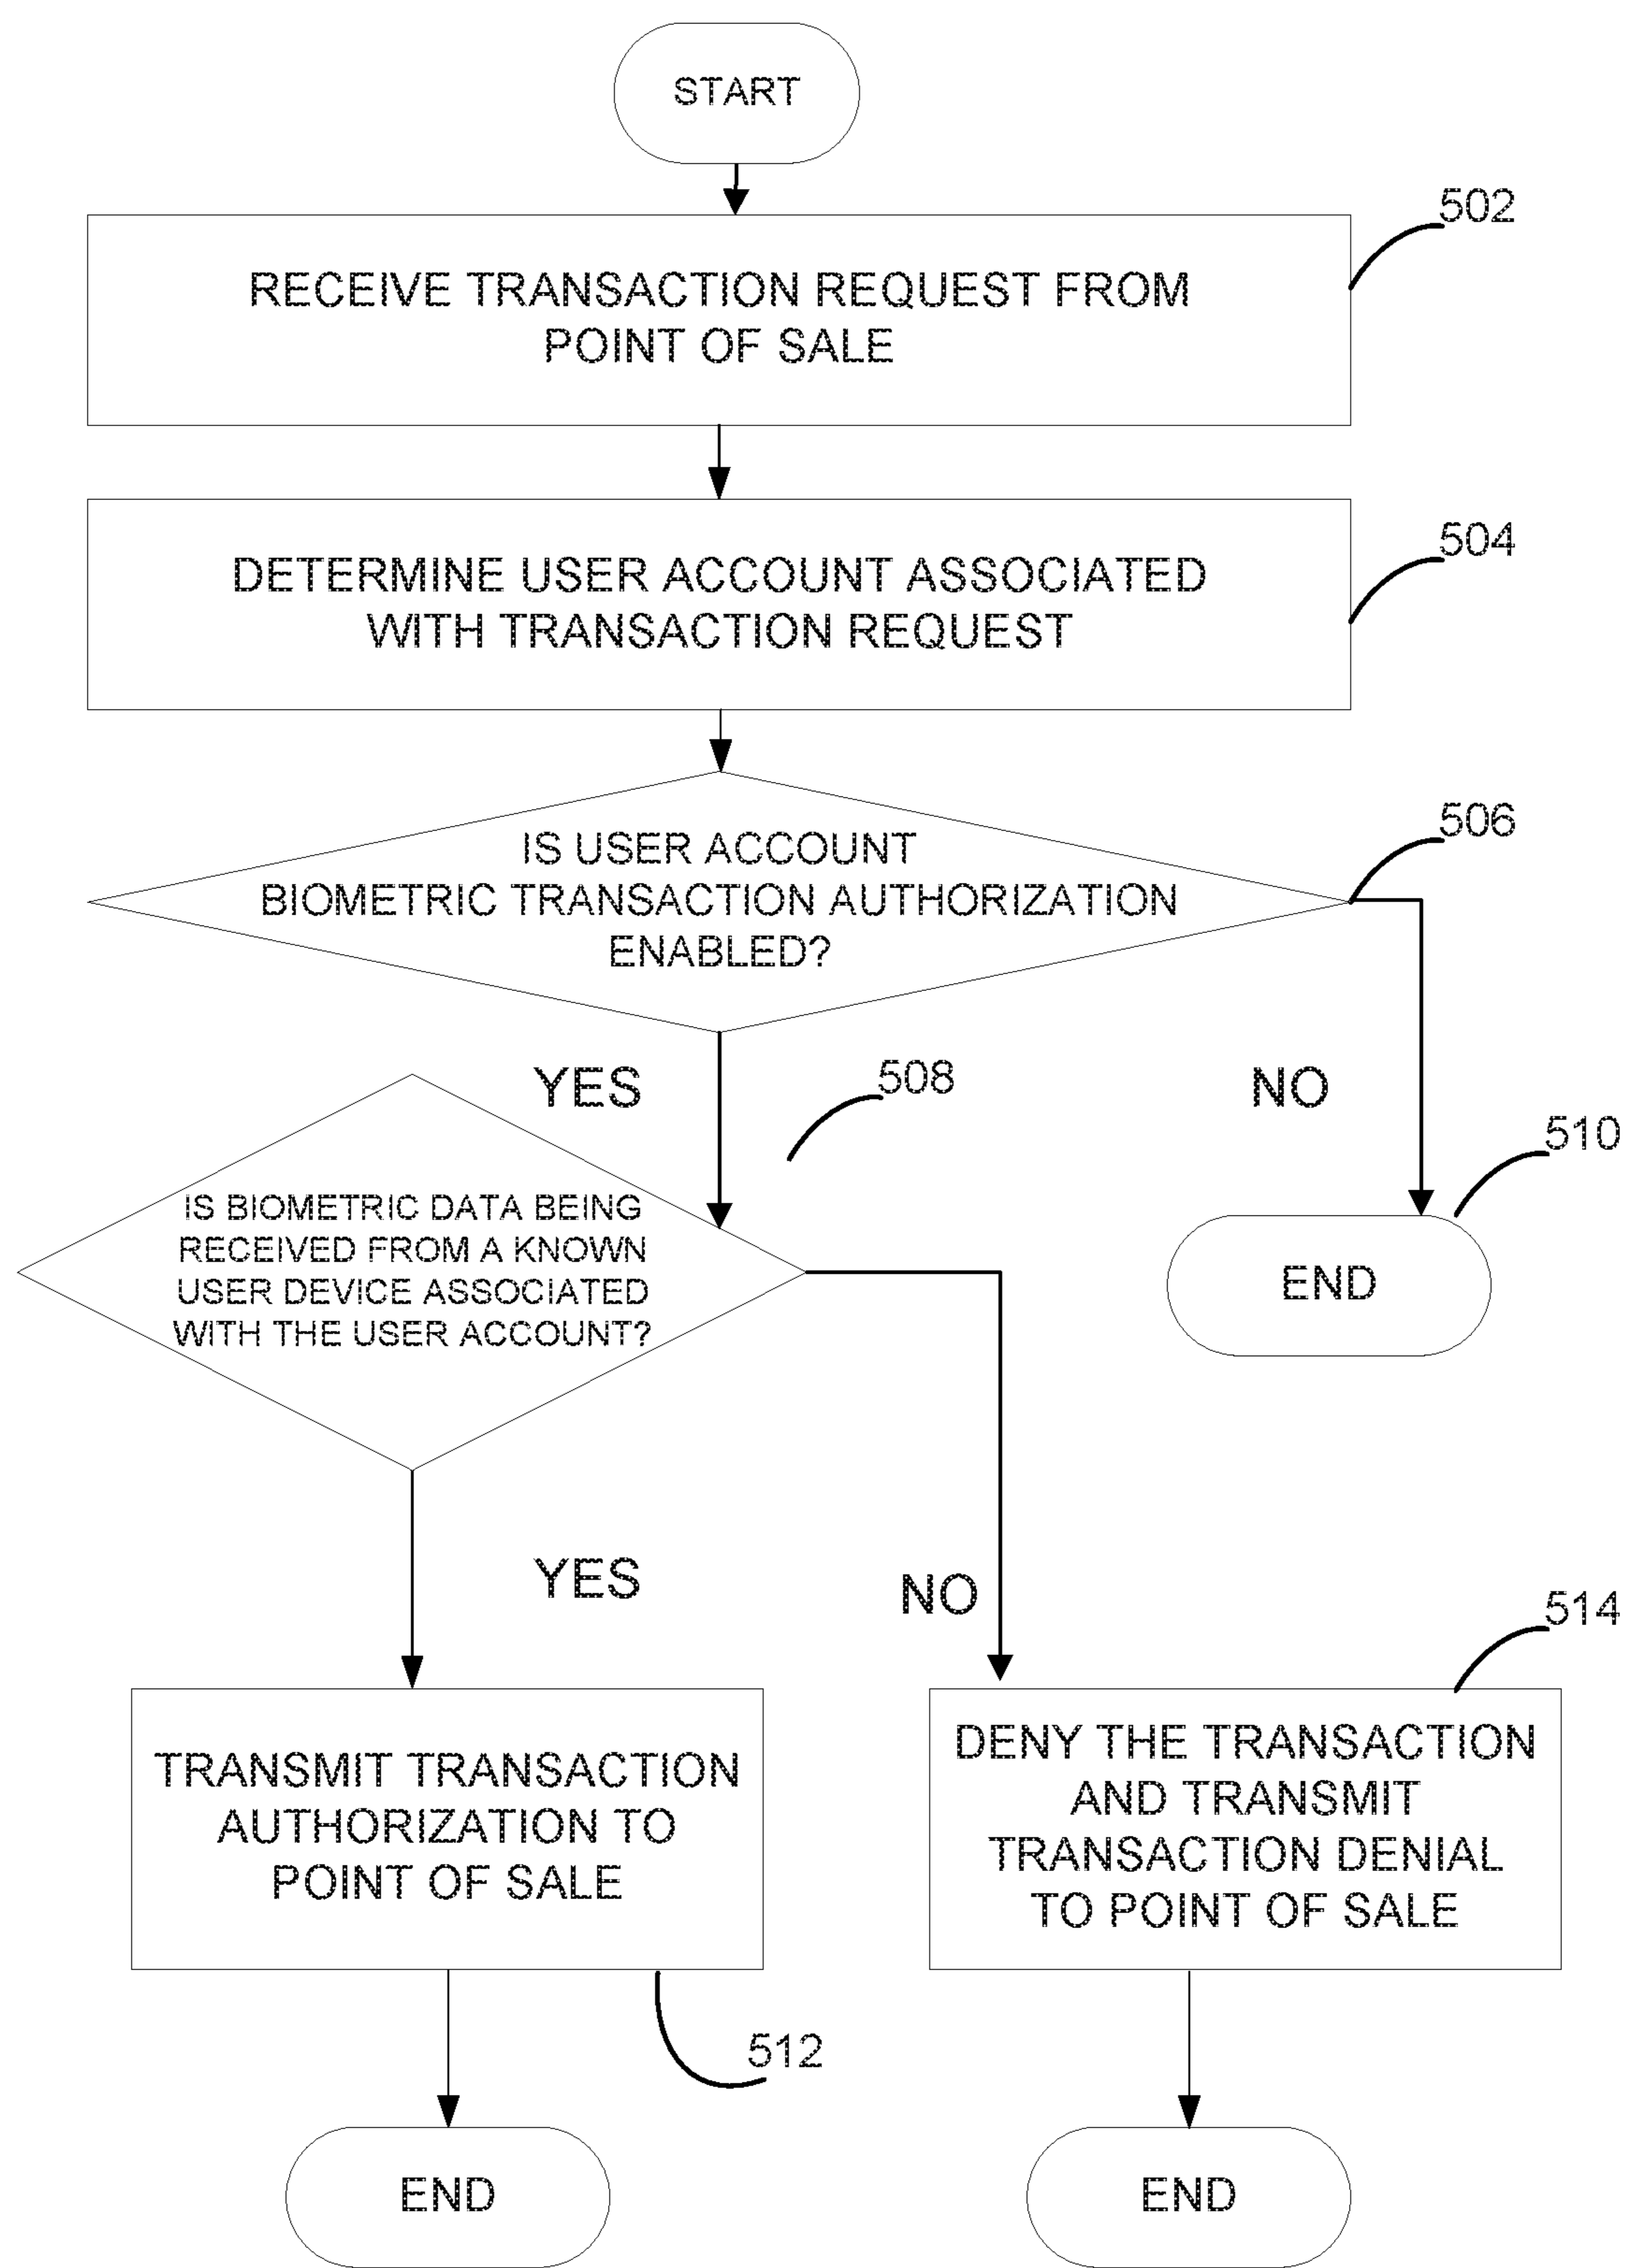 START
502
RECEIVE TRANSACTION REQUEST FROM
POINT OF SALE
504
DETERMINE USER ACCOUNT ASSOCIATED
WITH TRANSACTION REQUEST
506
IS USER ACCOUNT
BIOMETRIC TRANSACTION AUTHORIZATION
ENABLED?
YES
508
NO
510
IS BIOMETRIC DATA BEING
RECEIVED FROM A KNOWN
USER DEVICE ASSOCIATED
WITH THE USER ACCOUNT?
END
YES
NO
514
TRANSMIT TRANSACTION
AUTHORIZATION TO
POINT OF SALE
DENY THE TRANSACTION
AND TRANSMIT
TRANSACTION DENIAL
TO POINT OF SALE
512
END
END